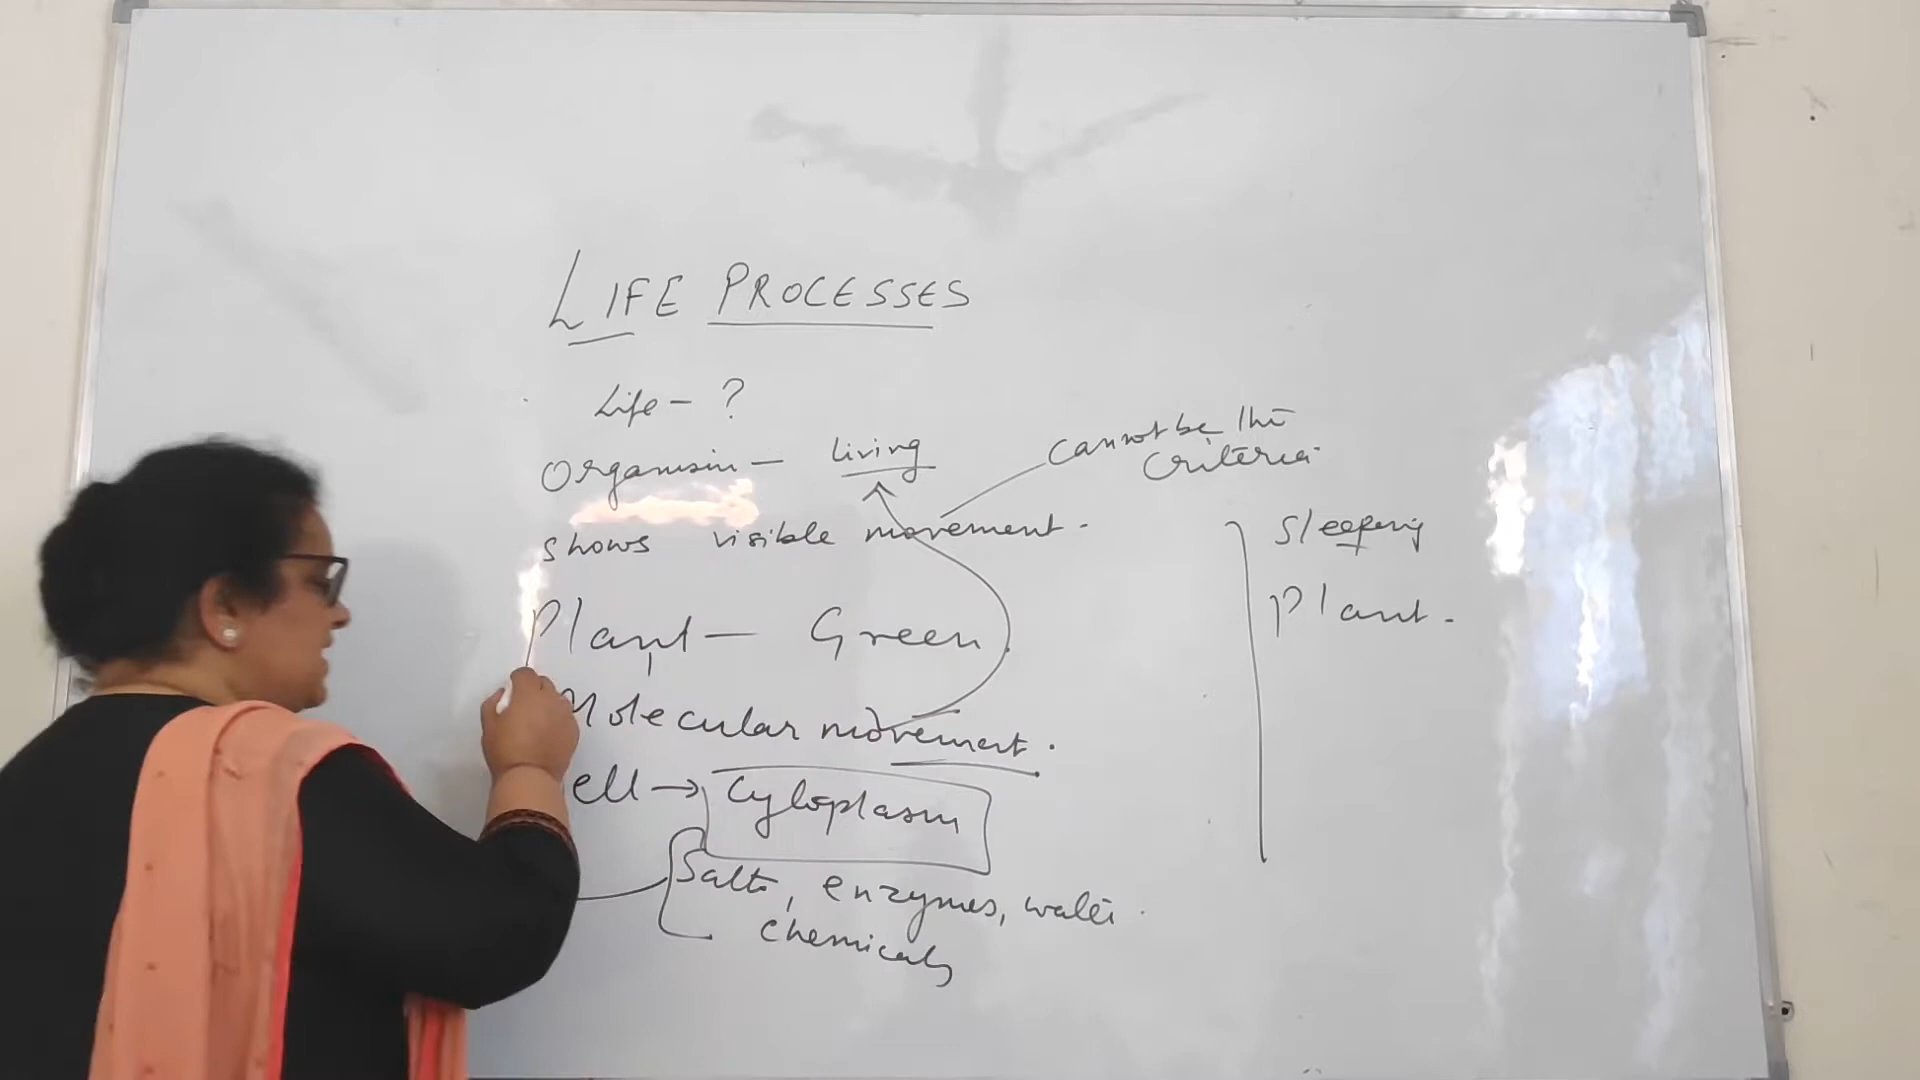 LIFE PROCESSES
Life - ?
Organism - living
cannot be the
criteria.
shows visible movement.
Sleeping
Plant - Green
Plant.
Molecular movement.
ell → Cytoplasm
Salts, enzymes, water
chemicals